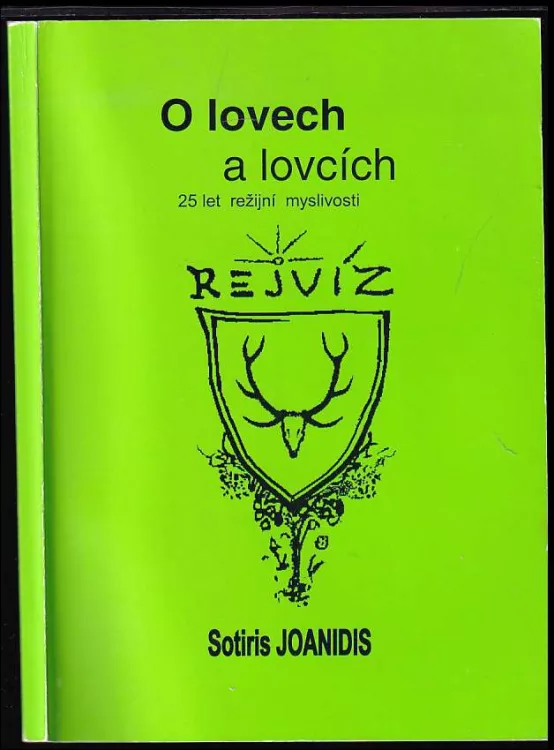 O lovech
a lovcích
25 let režijní myslivosti
REJVÍZ
Sotiris JOANIDIS